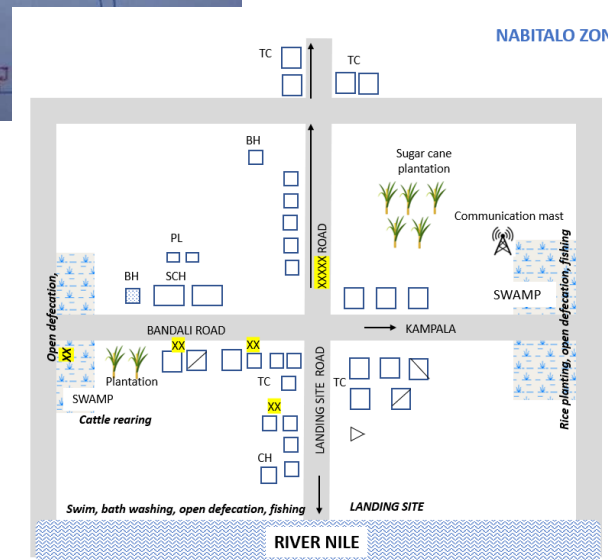 NABITALO ZON
TC
TC
BH
Sugar cane
plantation
Communication mast
PL
BH
SCH
XXXXX ROAD
SWAMP
Open defecation,
XX
Rice planting, open defecation, fishing
BANDALI ROAD
KAMPALA
XX
XX
Plantation
TC
TC
SWAMP
XX
Cattle rearing
LANDING SITE ROAD
CH
Swim, bath washing, open defecation, fishing
LANDING SITE
RIVER NILE